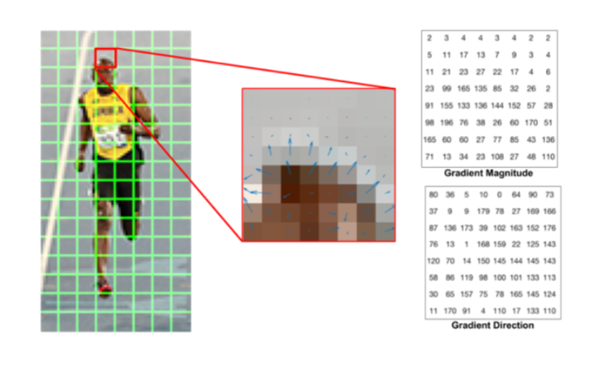 2 3 4 4 3 4 2 2
5 11 17 13 7 9 3 4
11 21 23 27 22 17 4 6
23 99 165 135 85 32 26 2
91 155 133 136 144 152 57 28
98 196 76 38 26 60 170 51
165 60 60 27 77 85 43 136
71 13 34 23 108 27 48 110
Gradient Magnitude
80 36 5 10 0 64 90 73
37 9 9 179 78 27 169 166
87 136 173 39 102 163 152 176
76 13 1 168 159 22 125 143
120 70 14 150 145 144 145 143
58 86 119 98 100 101 133 113
30 65 157 75 78 165 145 124
11 170 91 4 110 17 133 110
Gradient Direction